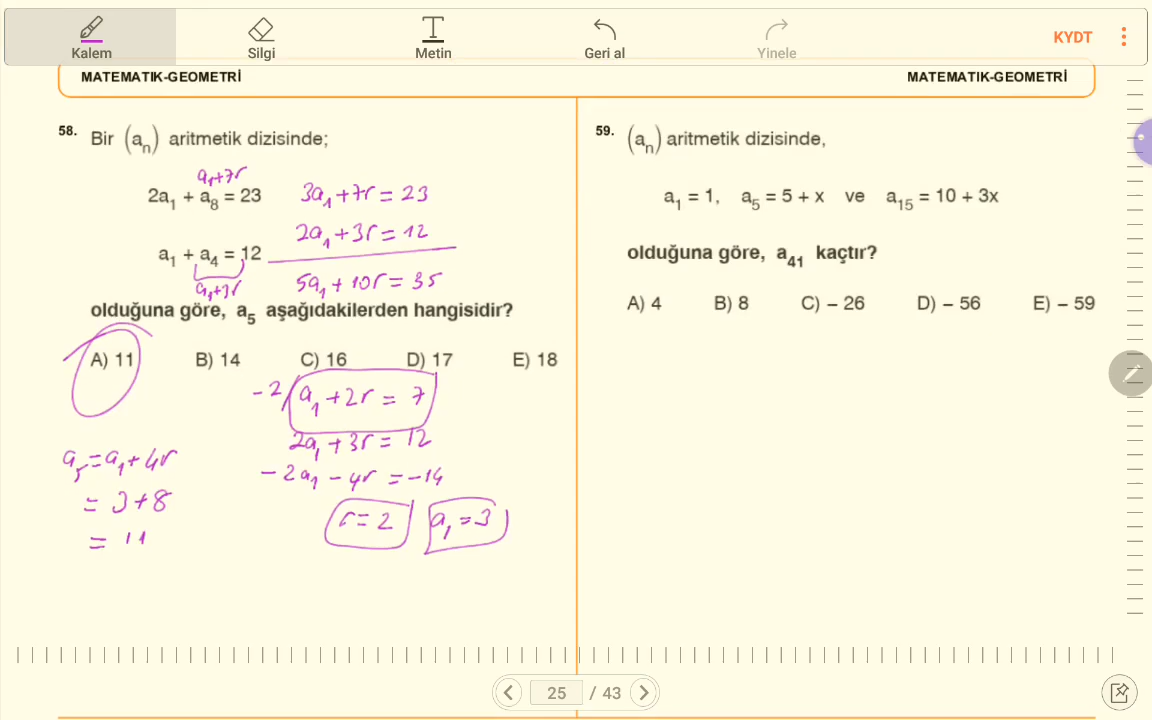 Kalem Silgi Metin Geri al Yinele KYDT
MATEMATIK-GEOMETRİ MATEMATIK-GEOMETRİ
58. Bir (aₙ) aritmetik dizisinde;
a₁+7r
2a₁ + a₈ = 23 3a₁+7r=23
2a₁+3r=12
a₁ + a₄ = 12
a₁+3r 5a₁+10r=35
olduğuna göre, a₅ aşağıdakilerden hangisidir?
A) 11 B) 14 C) 16 D) 17 E) 18
-2/ a₁+2r=7
2a₁+3r=12
a₅=a₁+4r -2a₁-4r=-14
=3+8
r=2 a₁=3
=11
59. (aₙ) aritmetik dizisinde,
a₁ = 1, a₅ = 5 + x ve a₁₅ = 10 + 3x
olduğuna göre, a₄₁ kaçtır?
A) 4 B) 8 C) – 26 D) – 56 E) – 59
25 / 43